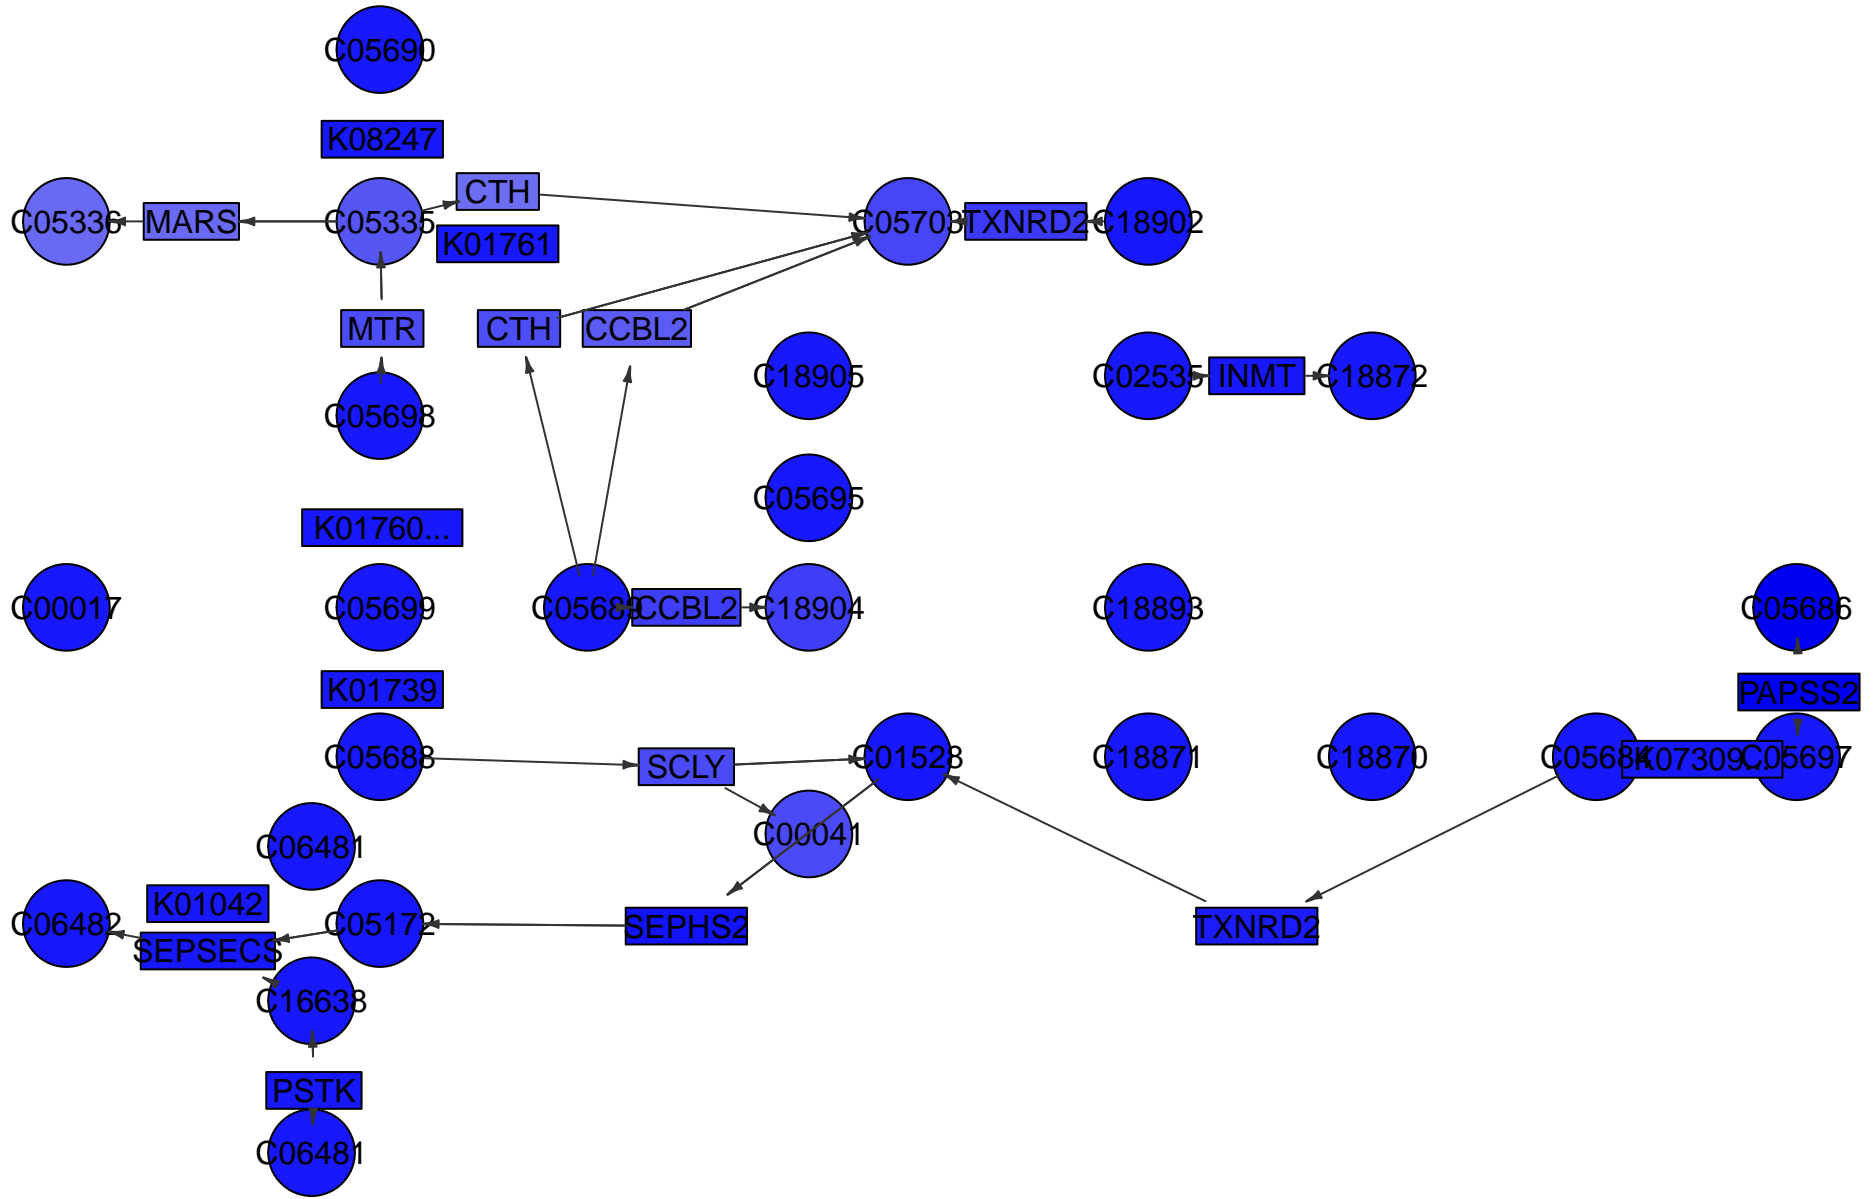 C05690
K08247
CTH
C05336
MARS
C05335
C05703
TXNRD2
C18902
K01761
MTR
CTH
CCBL2
C18905
C02535
INMT
C18872
C05698
C05695
K01760...
C00017
C05699
C05689
CCBL2
C18904
C18893
C05686
K01739
PAPSS2
C05688
SCLY
C01528
C18871
C18870
C05684
K07309...
C05697
C00041
C06481
K01042
C06482
C05172
SEPHS2
TXNRD2
SEPSECS
C16638
PSTK
C06481